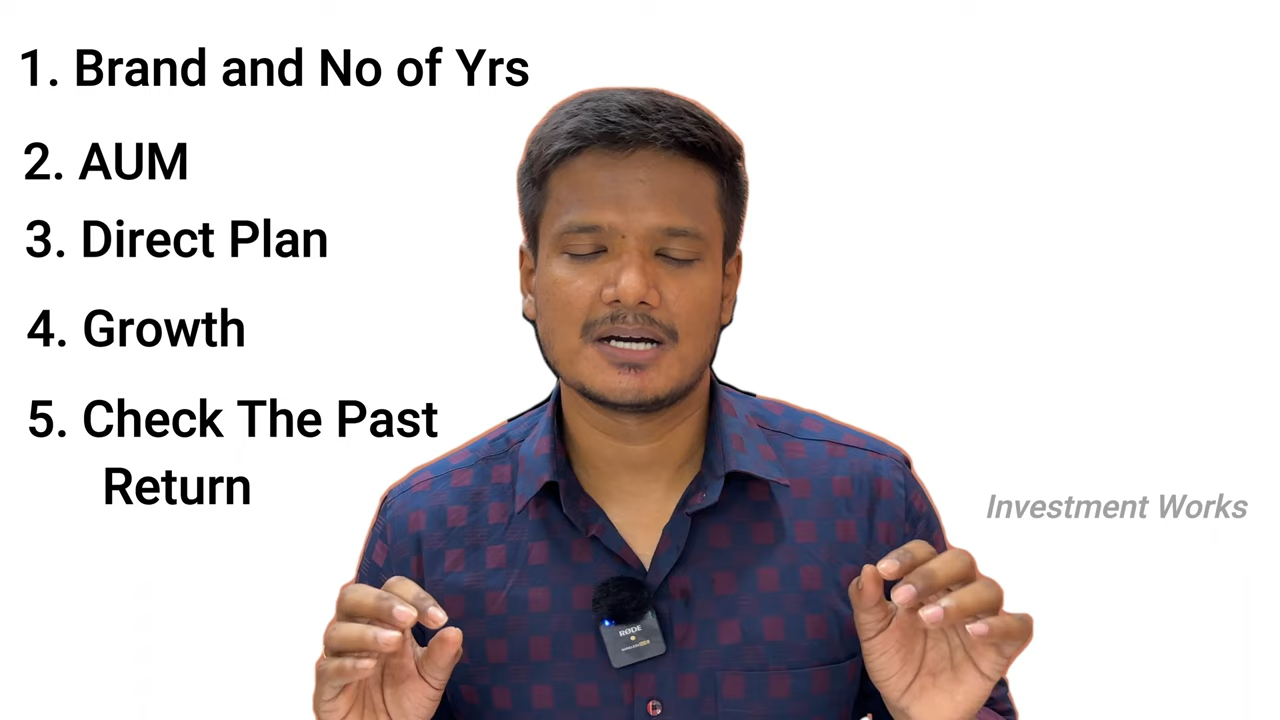 1. Brand and No of Yrs
2. AUM
3. Direct Plan
4. Growth
5. Check The Past
Return
Investment Works
RØDE